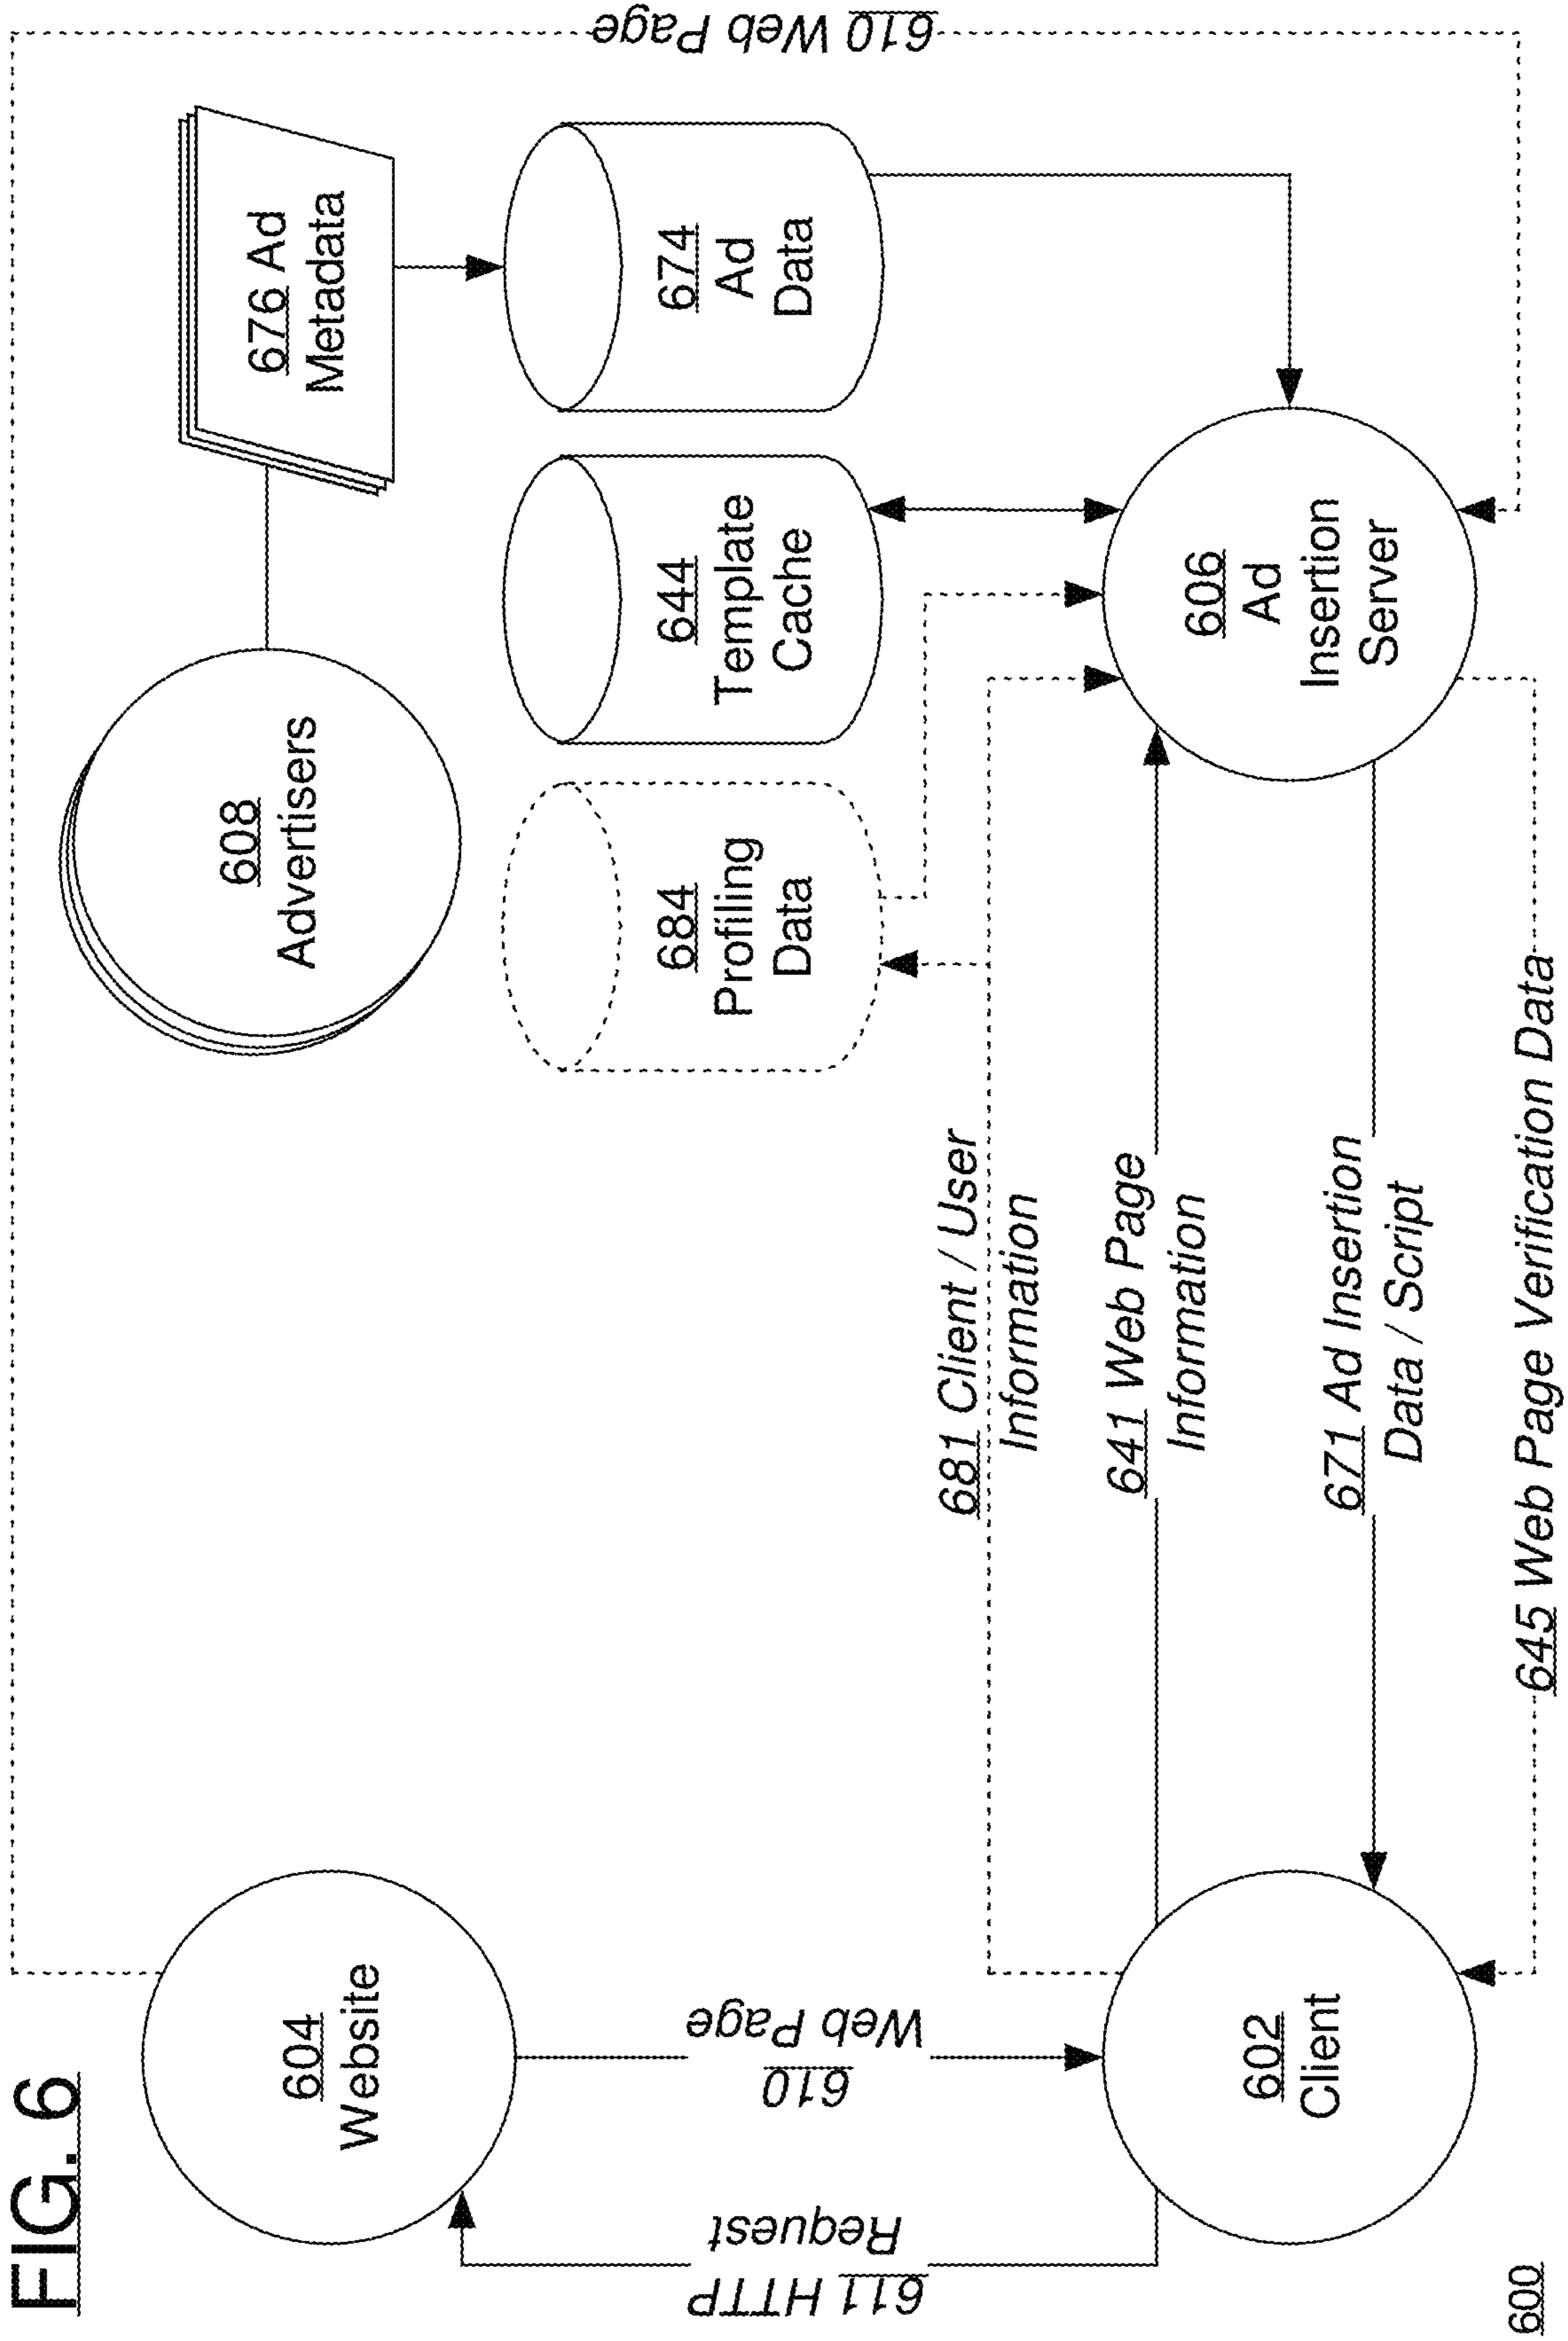 FIG. 6
604
Website
608
Advertisers
676 Ad
Metadata
610 Web Page
611 HTTP
Request
610
Web Page
684
Profiling
Data
644
Template
Cache
674
Ad
Data
681 Client / User
Information
641 Web Page
Information
671 Ad Insertion
Data / Script
645 Web Page Verification Data
602
Client
606
Ad
Insertion
Server
600